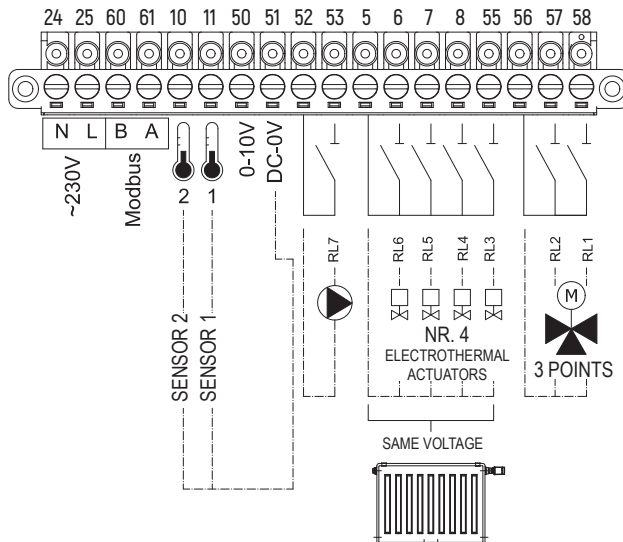 24 25 60 61 10 11 50 51 52 53 5 6 7 8 55 56 57 58
N L B A
~230V
Modbus
2
1
0-10V
DC-0V
SENSOR 2
SENSOR 1
RL7
RL6
RL5
RL4
RL3
RL2
RL1
M
NR. 4
ELECTROTHERMAL
ACTUATORS
3 POINTS
SAME VOLTAGE